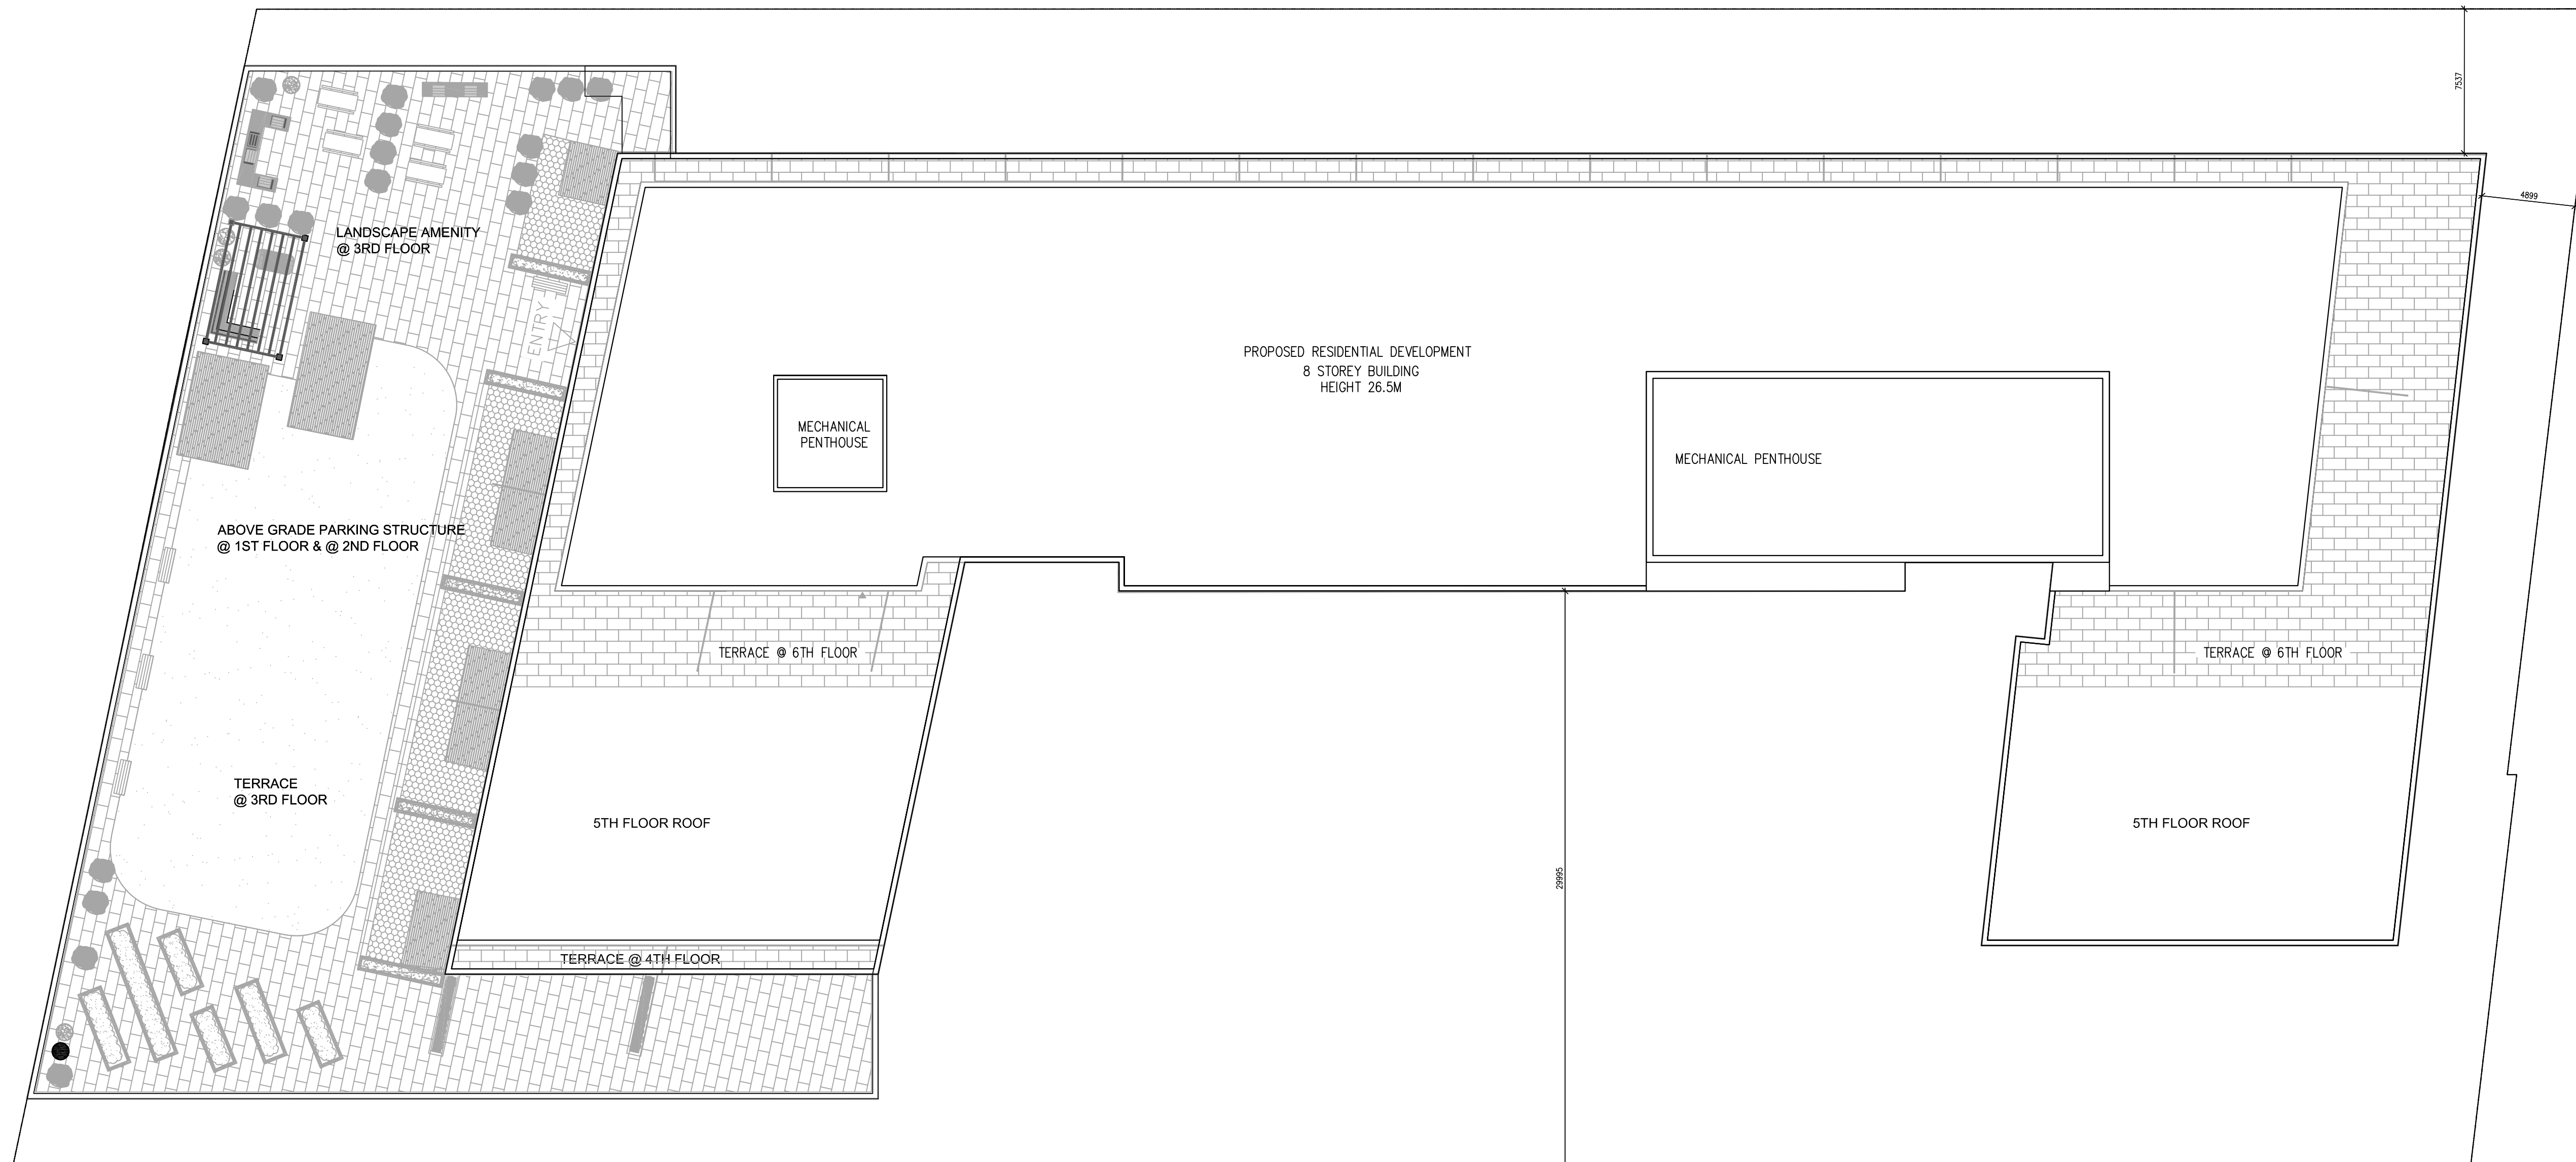 7537
4899
LANDSCAPE AMENITY
@ 3RD FLOOR
ENTRY
PROPOSED RESIDENTIAL DEVELOPMENT
8 STOREY BUILDING
HEIGHT 26.5M
MECHANICAL
PENTHOUSE
MECHANICAL PENTHOUSE
ABOVE GRADE PARKING STRUCTURE
@ 1ST FLOOR & @ 2ND FLOOR
TERRACE @ 6TH FLOOR
TERRACE @ 6TH FLOOR
TERRACE
@ 3RD FLOOR
5TH FLOOR ROOF
5TH FLOOR ROOF
29995
TERRACE @ 4TH FLOOR